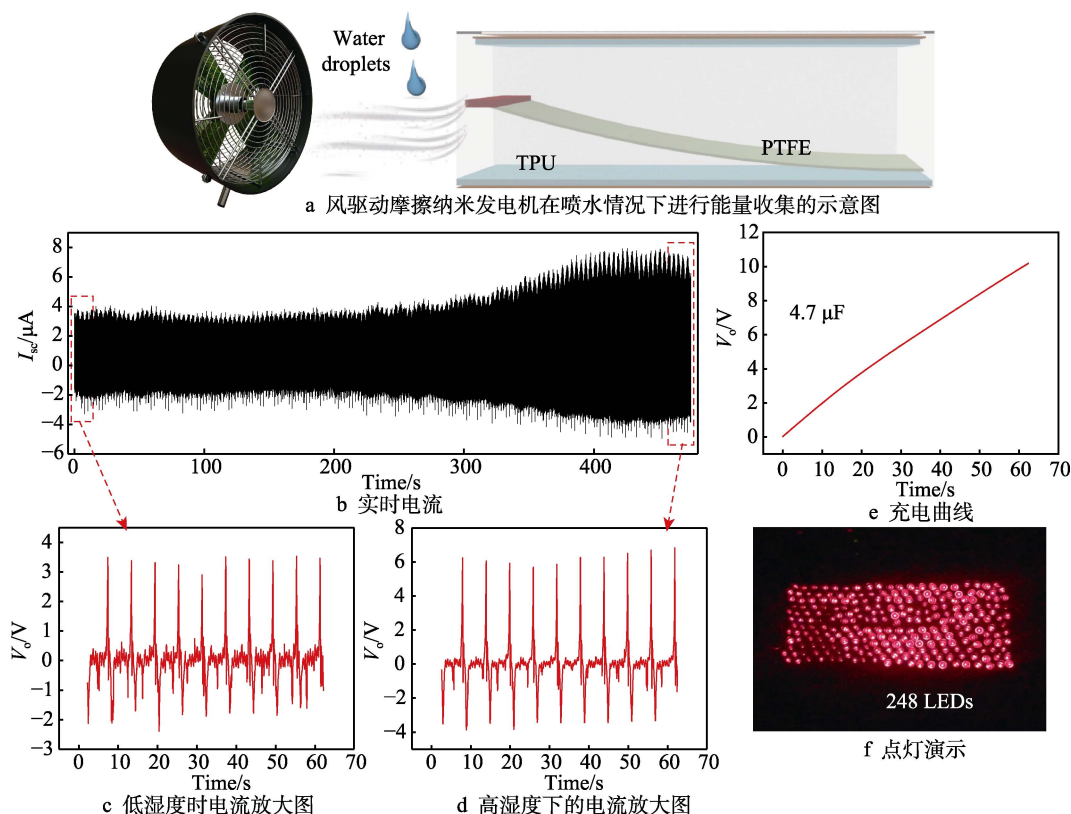 Water
droplets
TPU
PTFE
a 风驱动摩擦纳米发电机在喷水情况下进行能量收集的示意图
8
6
4
2
0
−2
−4
−6
I_sc/μA
0
100
200
300
400
Time/s
b 实时电流
12
10
8
6
4
2
0
V_o/V
4.7 μF
0
10
20
30
40
50
60
70
Time/s
e 充电曲线
4
3
2
1
0
−1
−2
−3
V_o/V
0
10
20
30
40
50
60
70
Time/s
c 低湿度时电流放大图
8
6
4
2
0
−2
−4
V_o/V
0
10
20
30
40
50
60
70
Time/s
d 高湿度下的电流放大图
248 LEDs
f 点灯演示